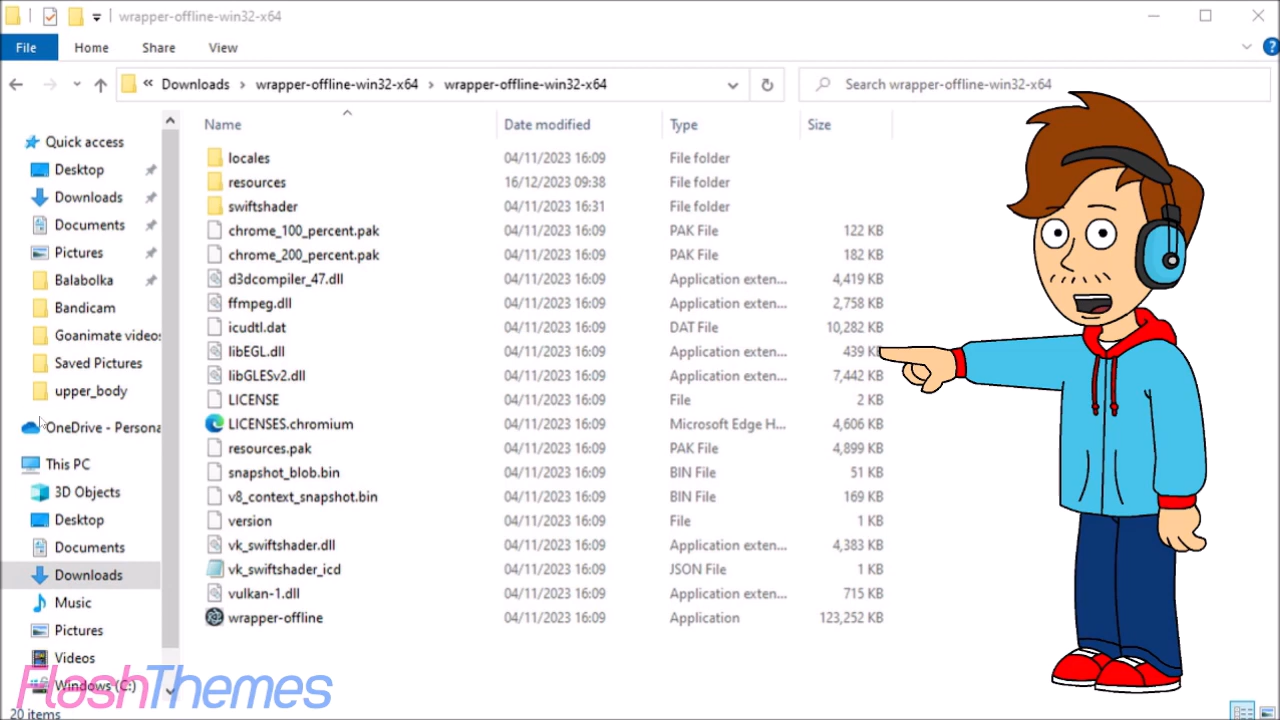 wrapper-offline-win32-x64
File Home Share View
« Downloads › wrapper-offline-win32-x64 › wrapper-offline-win32-x64 Search wrapper-offline-win32-x64
Name Date modified Type Size
Quick access
Desktop
Downloads
Documents
Pictures
Balabolka
Bandicam
Goanimate videos
Saved Pictures
upper_body
OneDrive - Persona
This PC
3D Objects
Desktop
Documents
Downloads
Music
Pictures
Videos
Windows (C:)
locales 04/11/2023 16:09 File folder
resources 16/12/2023 09:38 File folder
swiftshader 04/11/2023 16:31 File folder
chrome_100_percent.pak 04/11/2023 16:09 PAK File 122 KB
chrome_200_percent.pak 04/11/2023 16:09 PAK File 182 KB
d3dcompiler_47.dll 04/11/2023 16:09 Application exten... 4,419 KB
ffmpeg.dll 04/11/2023 16:09 Application exten... 2,758 KB
icudtl.dat 04/11/2023 16:09 DAT File 10,282 KB
libEGL.dll 04/11/2023 16:09 Application exten... 439 KB
libGLESv2.dll 04/11/2023 16:09 Application exten... 7,442 KB
LICENSE 04/11/2023 16:09 File 2 KB
LICENSES.chromium 04/11/2023 16:09 Microsoft Edge H... 4,606 KB
resources.pak 04/11/2023 16:09 PAK File 4,899 KB
snapshot_blob.bin 04/11/2023 16:09 BIN File 51 KB
v8_context_snapshot.bin 04/11/2023 16:09 BIN File 169 KB
version 04/11/2023 16:09 File 1 KB
vk_swiftshader.dll 04/11/2023 16:09 Application exten... 4,383 KB
vk_swiftshader_icd 04/11/2023 16:09 JSON File 1 KB
vulkan-1.dll 04/11/2023 16:09 Application exten... 715 KB
wrapper-offline 04/11/2023 16:09 Application 123,252 KB
FlashThemes
20 items